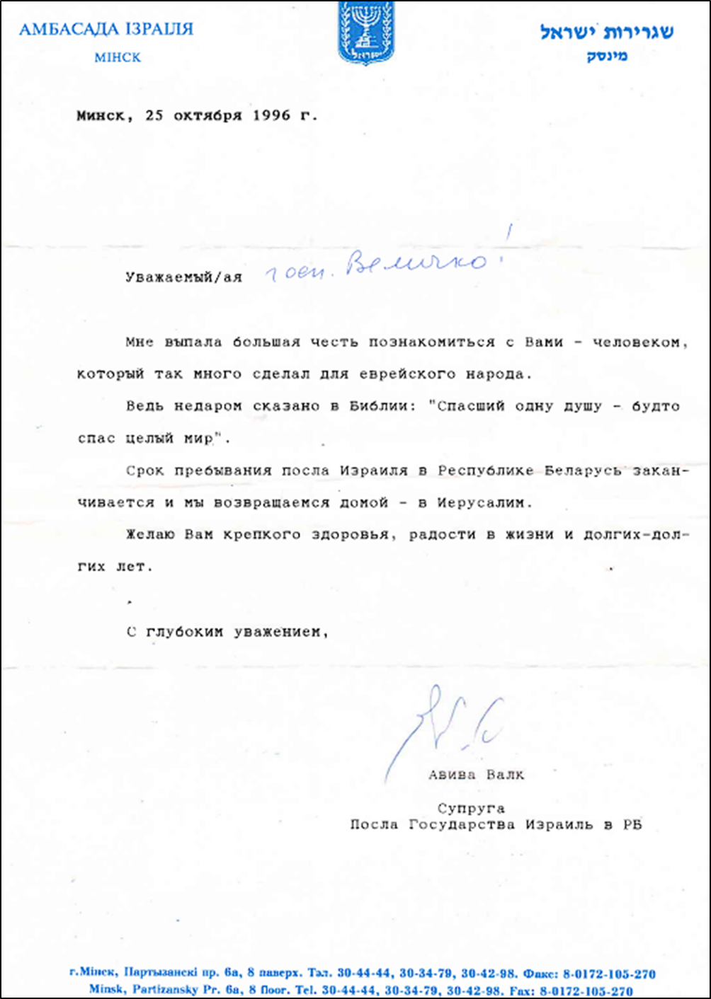 АМБАСАДА ІЗРАІЛЯ
МІНСК
ישראל
שגרירות ישראל
מינסק
Минск, 25 октября 1996 г.
Уважаемый/ая госп. Величко!
Мне выпала большая честь познакомиться с Вами - человеком,
который так много сделал для еврейского народа.
Ведь недаром сказано в Библии: "Спасший одну душу - будто
спас целый мир".
Срок пребывания посла Израиля в Республике Беларусь закан-
чивается и мы возвращаемся домой - в Иерусалим.
Желаю Вам крепкого здоровья, радости в жизни и долгих-дол-
гих лет.
С глубоким уважением,
Авива Валк
Супруга
Посла Государства Израиль в РБ
г.Мінск, Партызанскі пр. 6а, 8 паверх. Тэл. 30-44-44, 30-34-79, 30-42-98. Факс: 8-0172-105-270
Minsk, Partizansky Pr. 6a, 8 floor. Tel. 30-44-44, 30-34-79, 30-42-98. Fax: 8-0172-105-270